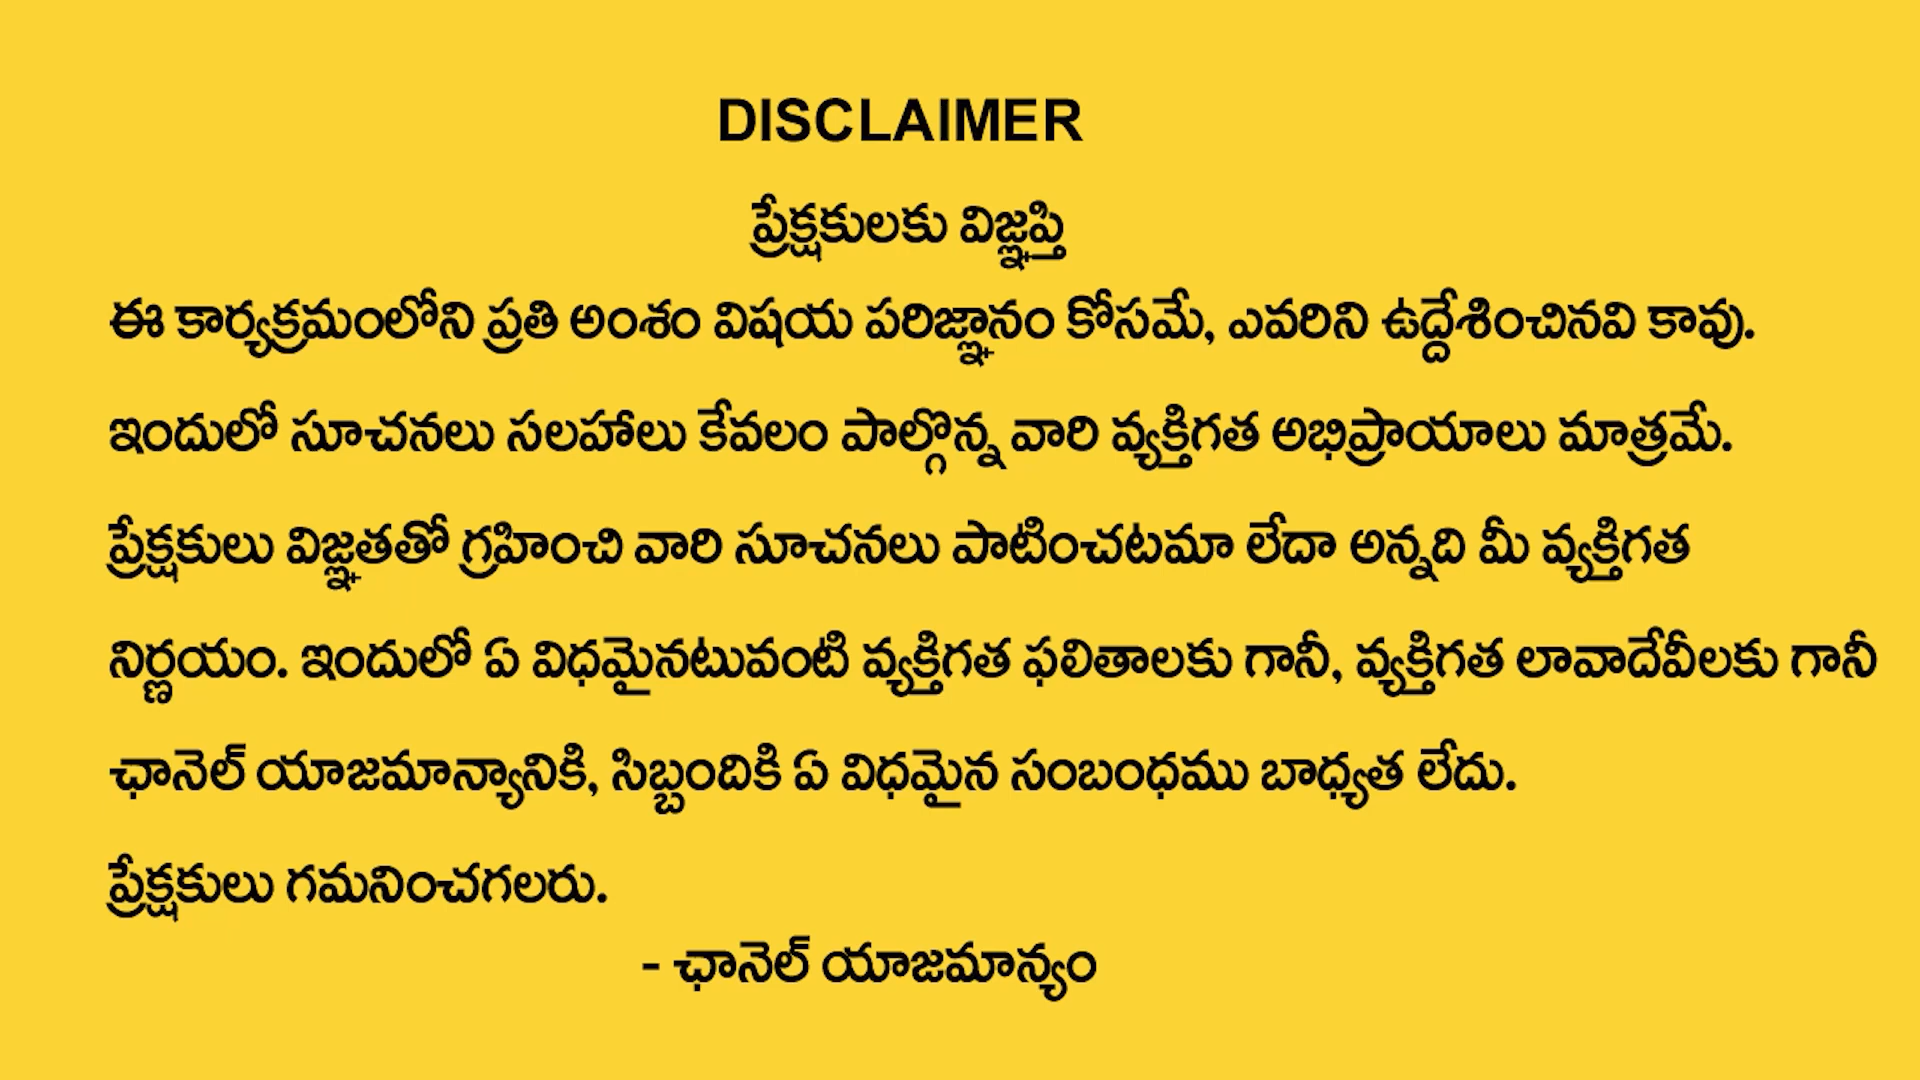 DISCLAIMER
ప్రేక్షకులకు విజ్ఞప్తి
ఈ కార్యక్రమంలోని ప్రతి అంశం విషయ పరిజ్ఞానం కోసమే, ఎవరిని ఉద్దేశించినవి కావు.
ఇందులో సూచనలు సలహాలు కేవలం పాల్గొన్న వారి వ్యక్తిగత అభిప్రాయాలు మాత్రమే.
ప్రేక్షకులు విజ్ఞతతో గ్రహించి వారి సూచనలు పాటించటమా లేదా అన్నది మీ వ్యక్తిగత
నిర్ణయం. ఇందులో ఏ విధమైనటువంటి వ్యక్తిగత ఫలితాలకు గానీ, వ్యక్తిగత లావాదేవీలకు గానీ
ఛానెల్ యాజమాన్యానికి, సిబ్బందికి ఏ విధమైన సంబంధము బాధ్యత లేదు.
ప్రేక్షకులు గమనించగలరు.
- ఛానెల్ యాజమాన్యం